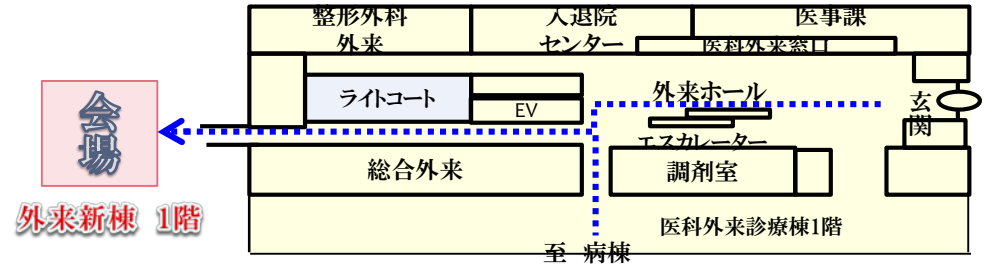 整形外科
外来
入退院
センター
医事課
医科外来窓口
ライトコート
EV
外来ホール
玄
関
会
場
エスカレーター
総合外来
調剤室
外来新棟 1階
医科外来診療棟1階
至 病棟